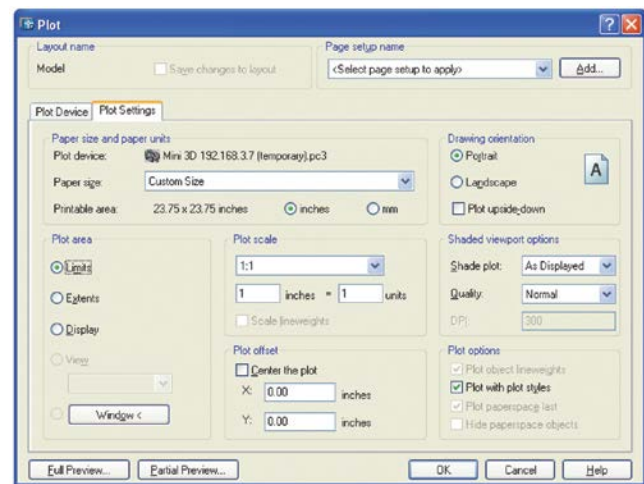 Plot
Layout name
Model
Save changes to layout
Page setup name
<Select page setup to apply>
Add...
Plot Device
Plot Settings
Paper size and paper units
Plot device: Mini 3D 192.168.3.7 (temporary).pc3
Paper size: Custom Size
Printable area: 23.75 x 23.75 inches inches mm
Drawing orientation
Portrait
Landscape
Plot upside-down
A
Plot area
Limits
Extents
Display
View
Window <
Plot scale
1:1
1 inches = 1 units
Scale lineweights
Plot offset
Center the plot
X: 0.00 inches
Y: 0.00 inches
Shaded viewport options
Shade plot: As Displayed
Quality: Normal
DPI 300
Plot options
Plot object lineweights
Plot with plot styles
Plot paperspace last
Hide paperspace objects
Full Preview...
Partial Preview...
OK
Cancel
Help